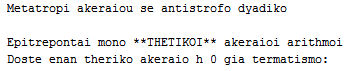 Metatropi akeraiou se antistrofo dyadiko
Epitrepontai mono **THETIKOI** akeraioi arithmoi
Doste enan theriko akeraio h 0 gia termatismo: